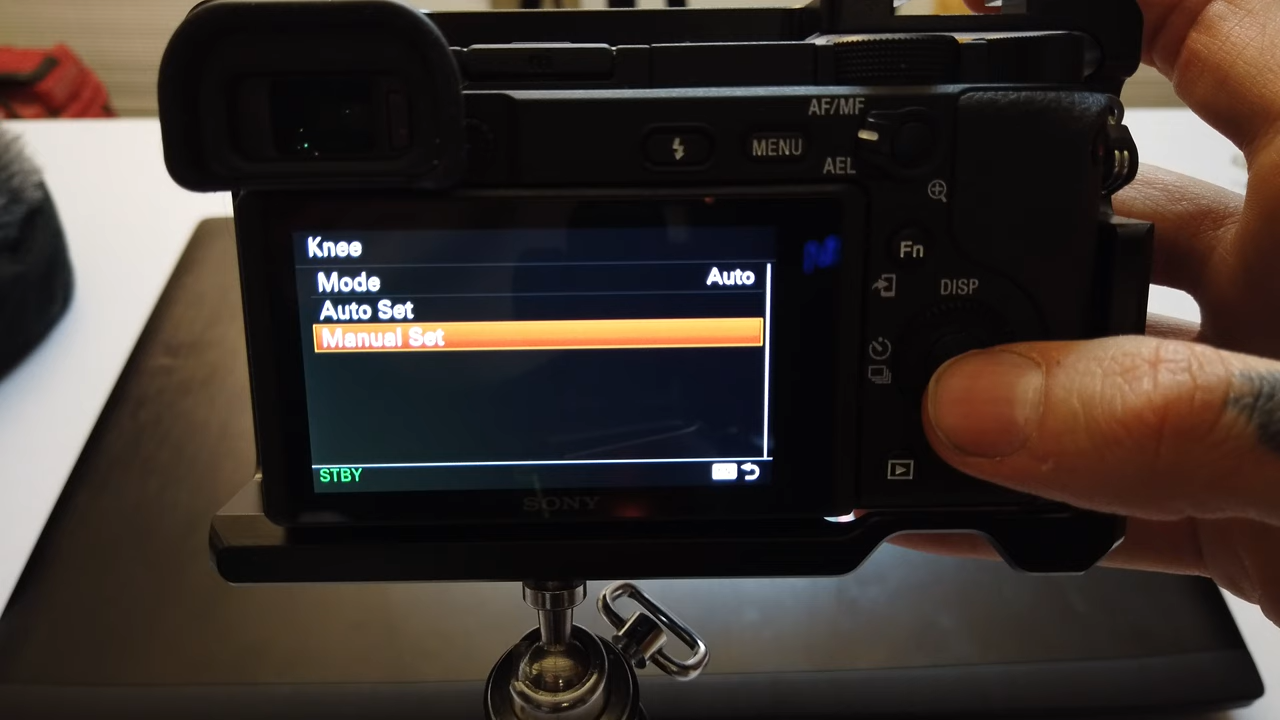 AF/MF
MENU
AEL
Fn
DISP
Knee
Mode Auto
Auto Set
Manual Set
STBY
SONY